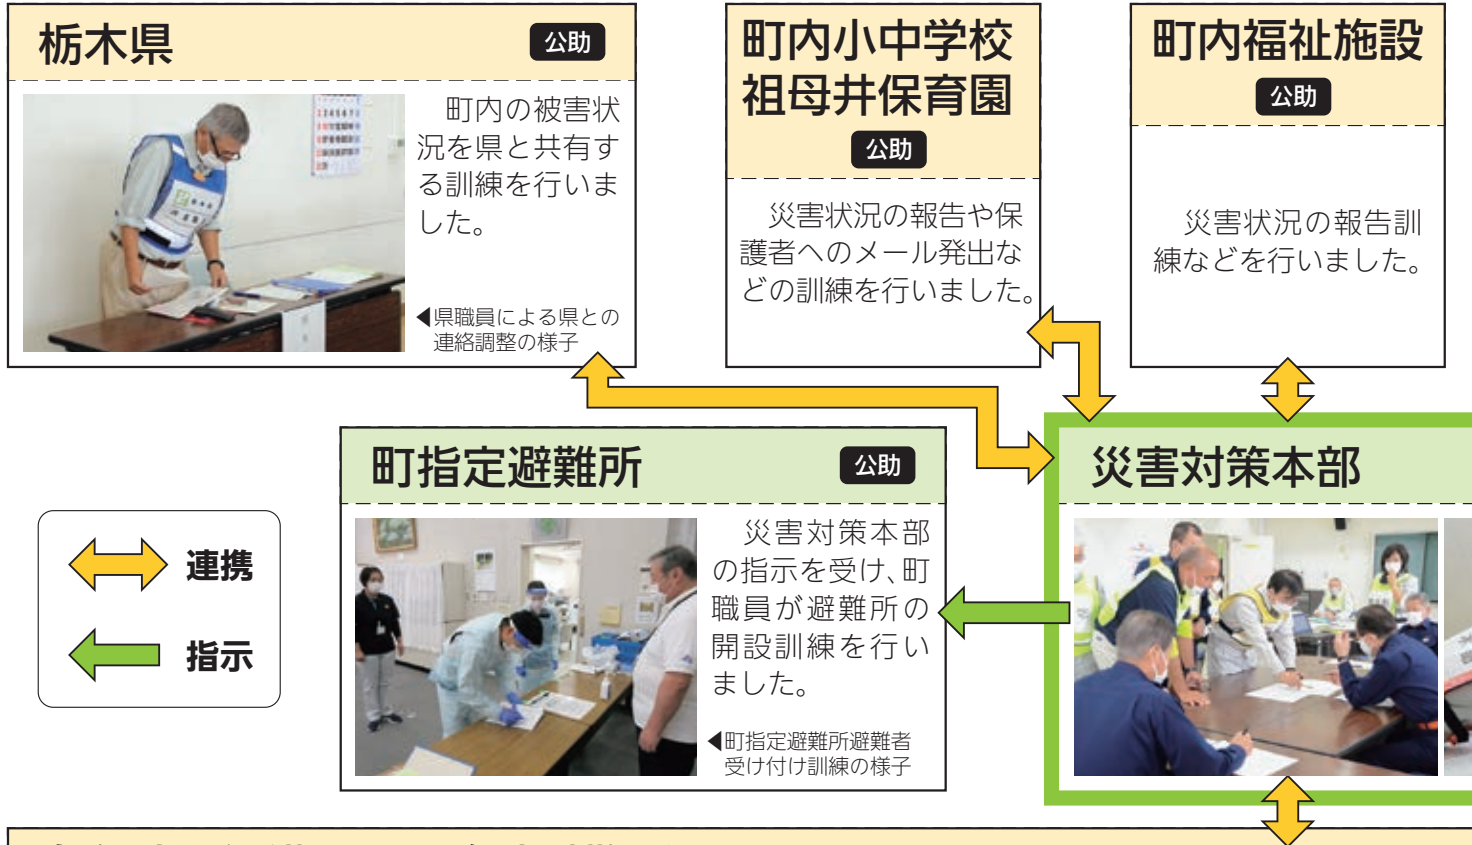 栃木県
公助
町内の被害状
況を県と共有す
る訓練を行いま
した。
◀県職員による県との
連絡調整の様子
町内小中学校
祖母井保育園
公助
災害状況の報告や保
護者へのメール発出な
どの訓練を行いました。
町内福祉施設
公助
災害状況の報告訓
練などを行いました。
連携
指示
町指定避難所
公助
災害対策本部
の指示を受け、町
職員が避難所の
開設訓練を行い
ました。
◀町指定避難所避難者
受け付け訓練の様子
災害対策本部